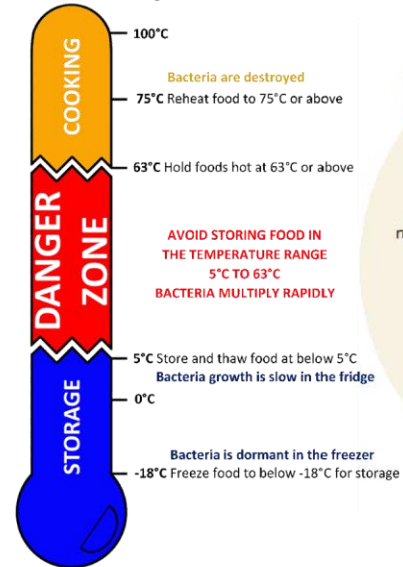 100°C
COOKING
Bacteria are destroyed
75°C Reheat food to 75°C or above
63°C Hold foods hot at 63°C or above
DANGER
ZONE
AVOID STORING FOOD IN
THE TEMPERATURE RANGE
5°C TO 63°C
BACTERIA MULTIPLY RAPIDLY
5°C Store and thaw food at below 5°C
Bacteria growth is slow in the fridge
0°C
STORAGE
Bacteria is dormant in the freezer
-18°C Freeze food to below -18°C for storage